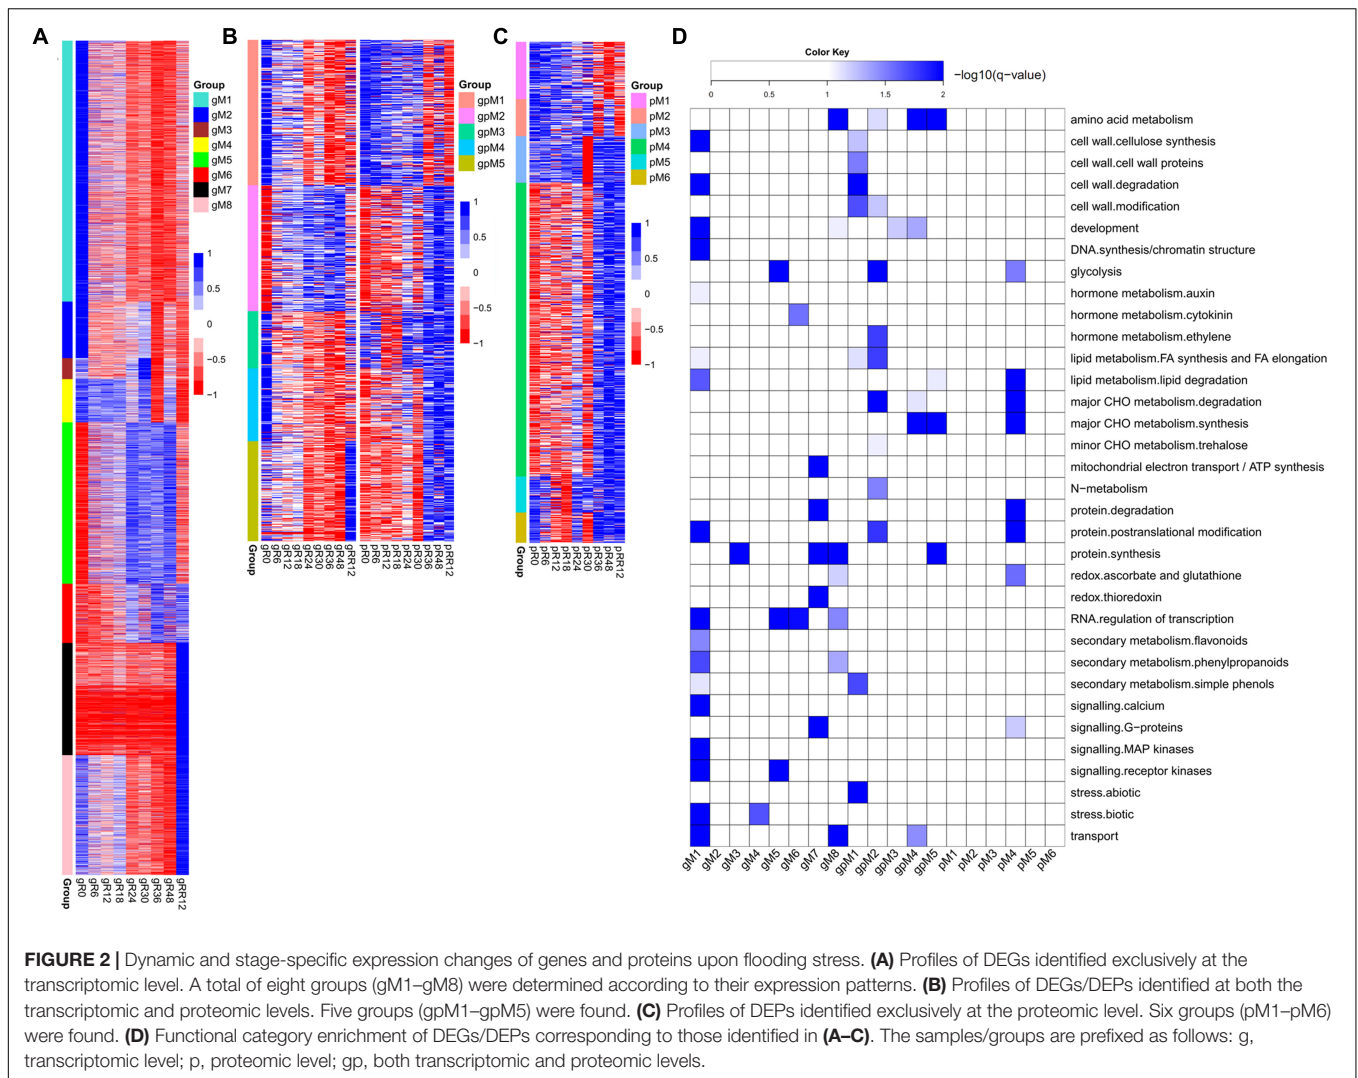 A
B
C
D
Group
gM1
gM2
gM3
gM4
gM5
gM6
gM7
gM8
1
0.5
0
−0.5
−1
Group
gR0
gR6
gR12
gR18
gR24
gR30
gR36
gR48
gRR12
Group
gpM1
gpM2
gpM3
gpM4
gpM5
1
0.5
0
−0.5
−1
Group
gR0
gR6
gR12
gR18
gR24
gR30
gR36
gR48
gRR12
pR0
pR6
pR12
pR18
pR24
pR30
pR36
pR48
pRR12
Group
pM1
pM2
pM3
pM4
pM5
pM6
1
0.5
0
−0.5
−1
Group
pR0
pR6
pR12
pR18
pR24
pR30
pR36
pR48
pRR12
Color Key
−log10(q−value)
0 0.5 1 1.5 2
amino acid metabolism
cell wall.cellulose synthesis
cell wall.cell wall proteins
cell wall.degradation
cell wall.modification
development
DNA.synthesis/chromatin structure
glycolysis
hormone metabolism.auxin
hormone metabolism.cytokinin
hormone metabolism.ethylene
lipid metabolism.FA synthesis and FA elongation
lipid metabolism.lipid degradation
major CHO metabolism.degradation
major CHO metabolism.synthesis
minor CHO metabolism.trehalose
mitochondrial electron transport / ATP synthesis
N−metabolism
protein.degradation
protein.postranslational modification
protein.synthesis
redox.ascorbate and glutathione
redox.thioredoxin
RNA.regulation of transcription
secondary metabolism.flavonoids
secondary metabolism.phenylpropanoids
secondary metabolism.simple phenols
signalling.calcium
signalling.G−proteins
signalling.MAP kinases
signalling.receptor kinases
stress.abiotic
stress.biotic
transport
gM1
gM2
gM3
gM4
gM5
gM6
gM7
gM8
gpM1
gpM2
gpM3
gpM4
gpM5
pM1
pM2
pM3
pM4
pM5
pM6
FIGURE 2 | Dynamic and stage-specific expression changes of genes and proteins upon flooding stress. (A) Profiles of DEGs identified exclusively at the
transcriptomic level. A total of eight groups (gM1–gM8) were determined according to their expression patterns. (B) Profiles of DEGs/DEPs identified at both the
transcriptomic and proteomic levels. Five groups (gpM1–gpM5) were found. (C) Profiles of DEPs identified exclusively at the proteomic level. Six groups (pM1–pM6)
were found. (D) Functional category enrichment of DEGs/DEPs corresponding to those identified in (A–C). The samples/groups are prefixed as follows: g,
transcriptomic level; p, proteomic level; gp, both transcriptomic and proteomic levels.